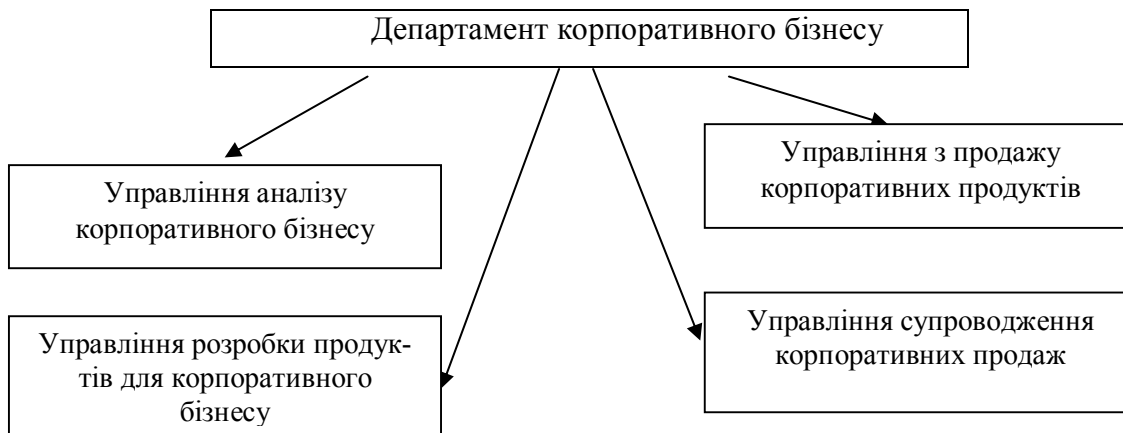 Департамент корпоративного бізнесу
Управління аналізу
корпоративного бізнесу
Управління з продажу
корпоративних продуктів
Управління розробки продук-
тів для корпоративного
бізнесу
Управління супроводження
корпоративних продаж